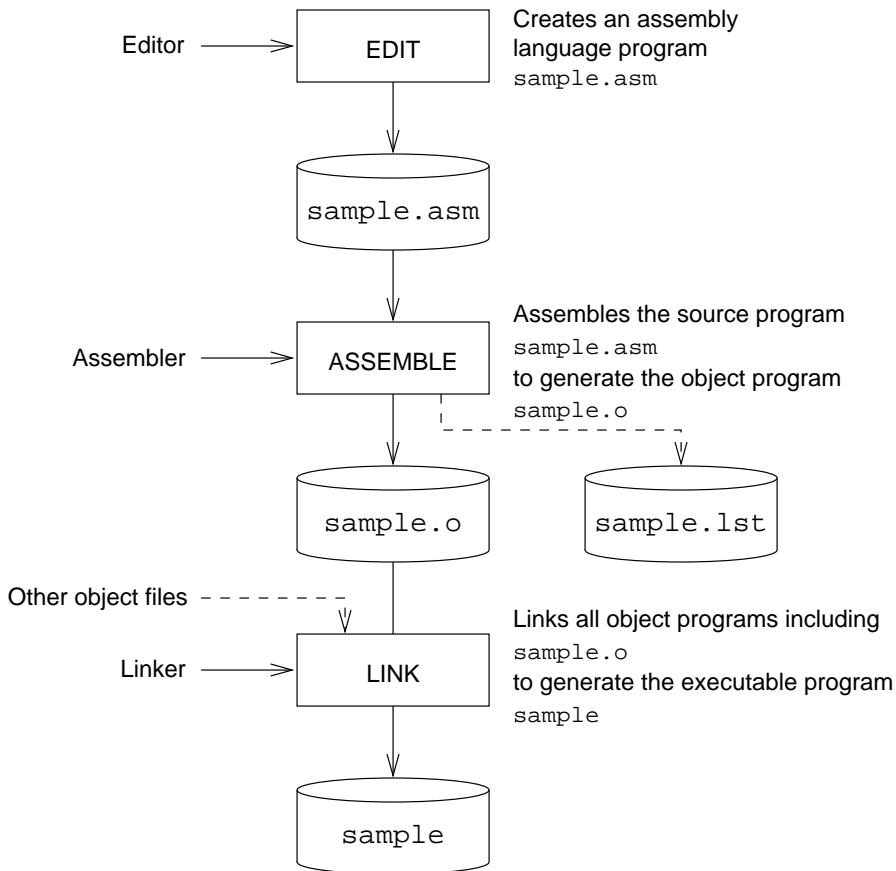 Editor
EDIT
Creates an assembly
language program
sample.asm
sample.asm
Assembler
ASSEMBLE
Assembles the source program
sample.asm
to generate the object program
sample.o
sample.o
sample.lst
Other object files
Linker
LINK
Links all object programs including
sample.o
to generate the executable program
sample
sample